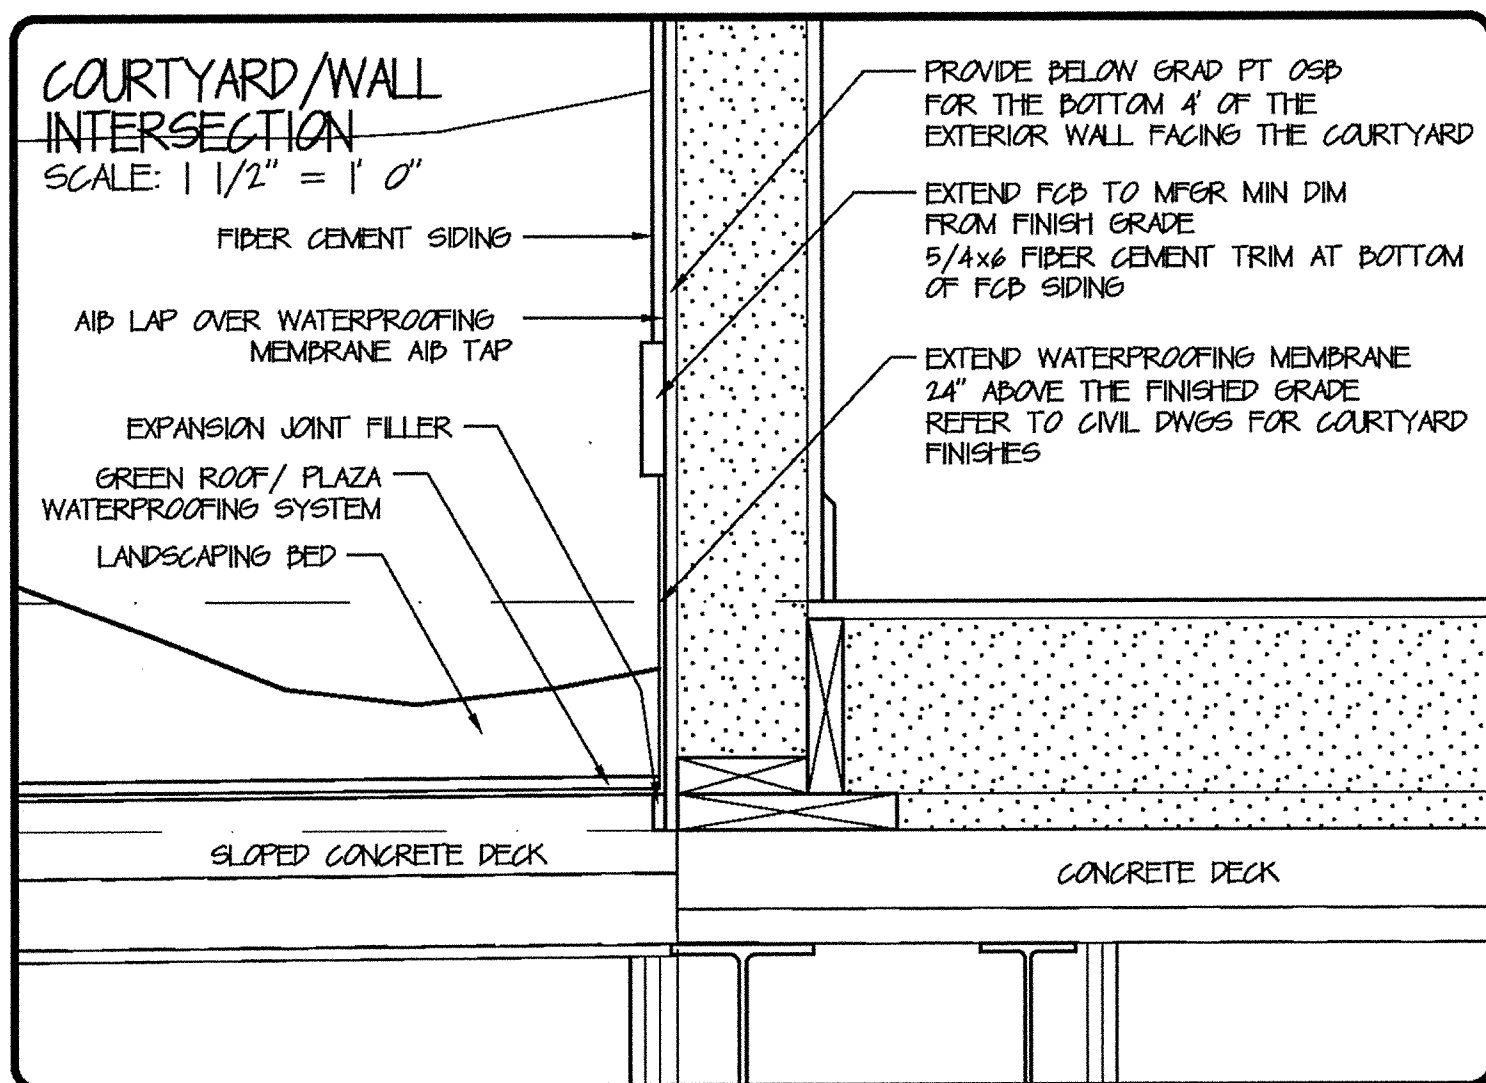 COURTYARD/WALL
INTERSECTION
SCALE: 1 1/2" = 1' 0"
FIBER CEMENT SIDING
AIB LAP OVER WATERPROOFING
MEMBRANE AIB TAP
EXPANSION JOINT FILLER
GREEN ROOF/ PLAZA
WATERPROOFING SYSTEM
LANDSCAPING BED
PROVIDE BELOW GRAD PT OSB
FOR THE BOTTOM 4' OF THE
EXTERIOR WALL FACING THE COURTYARD
EXTEND FCB TO MFGR MIN DIM
FROM FINISH GRADE
5/4x6 FIBER CEMENT TRIM AT BOTTOM
OF FCB SIDING
EXTEND WATERPROOFING MEMBRANE
24" ABOVE THE FINISHED GRADE
REFER TO CIVIL DWGS FOR COURTYARD
FINISHES
SLOPED CONCRETE DECK
CONCRETE DECK